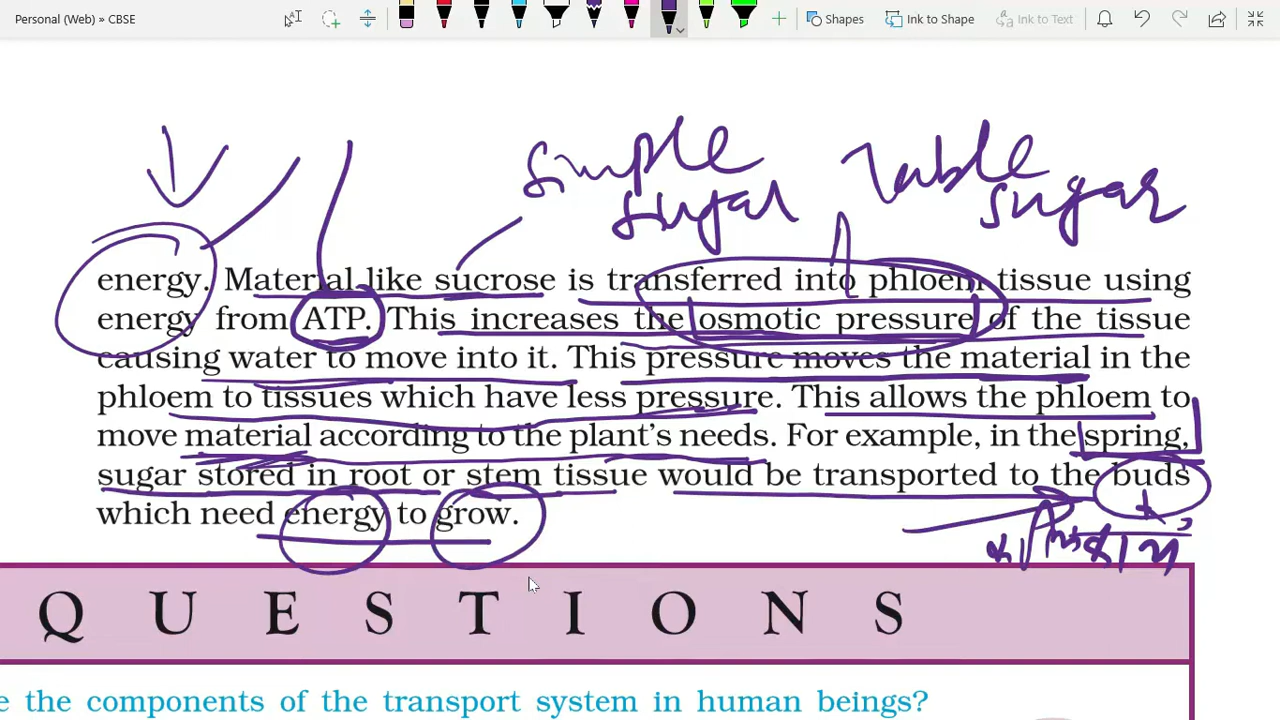 Personal (Web) » CBSE
Shapes
Ink to Shape
Ink to Text
simple table
sugar sugar
energy. Material like sucrose is transferred into phloem tissue using
energy from ATP. This increases the osmotic pressure of the tissue
causing water to move into it. This pressure moves the material in the
phloem to tissues which have less pressure. This allows the phloem to
move material according to the plant's needs. For example, in the spring,
sugar stored in root or stem tissue would be transported to the buds
which need energy to grow.
QUESTIONS
e the components of the transport system in human beings?